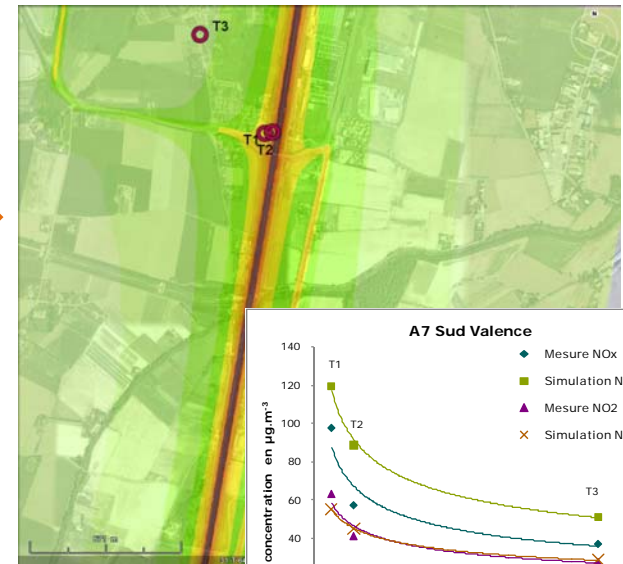 T3
T1
T2
A7 Sud Valence
140
120
100
80
60
40
concentration en µg.m-3
T1
T2
T3
Mesure NOx
Simulation N
Mesure NO2
Simulation N